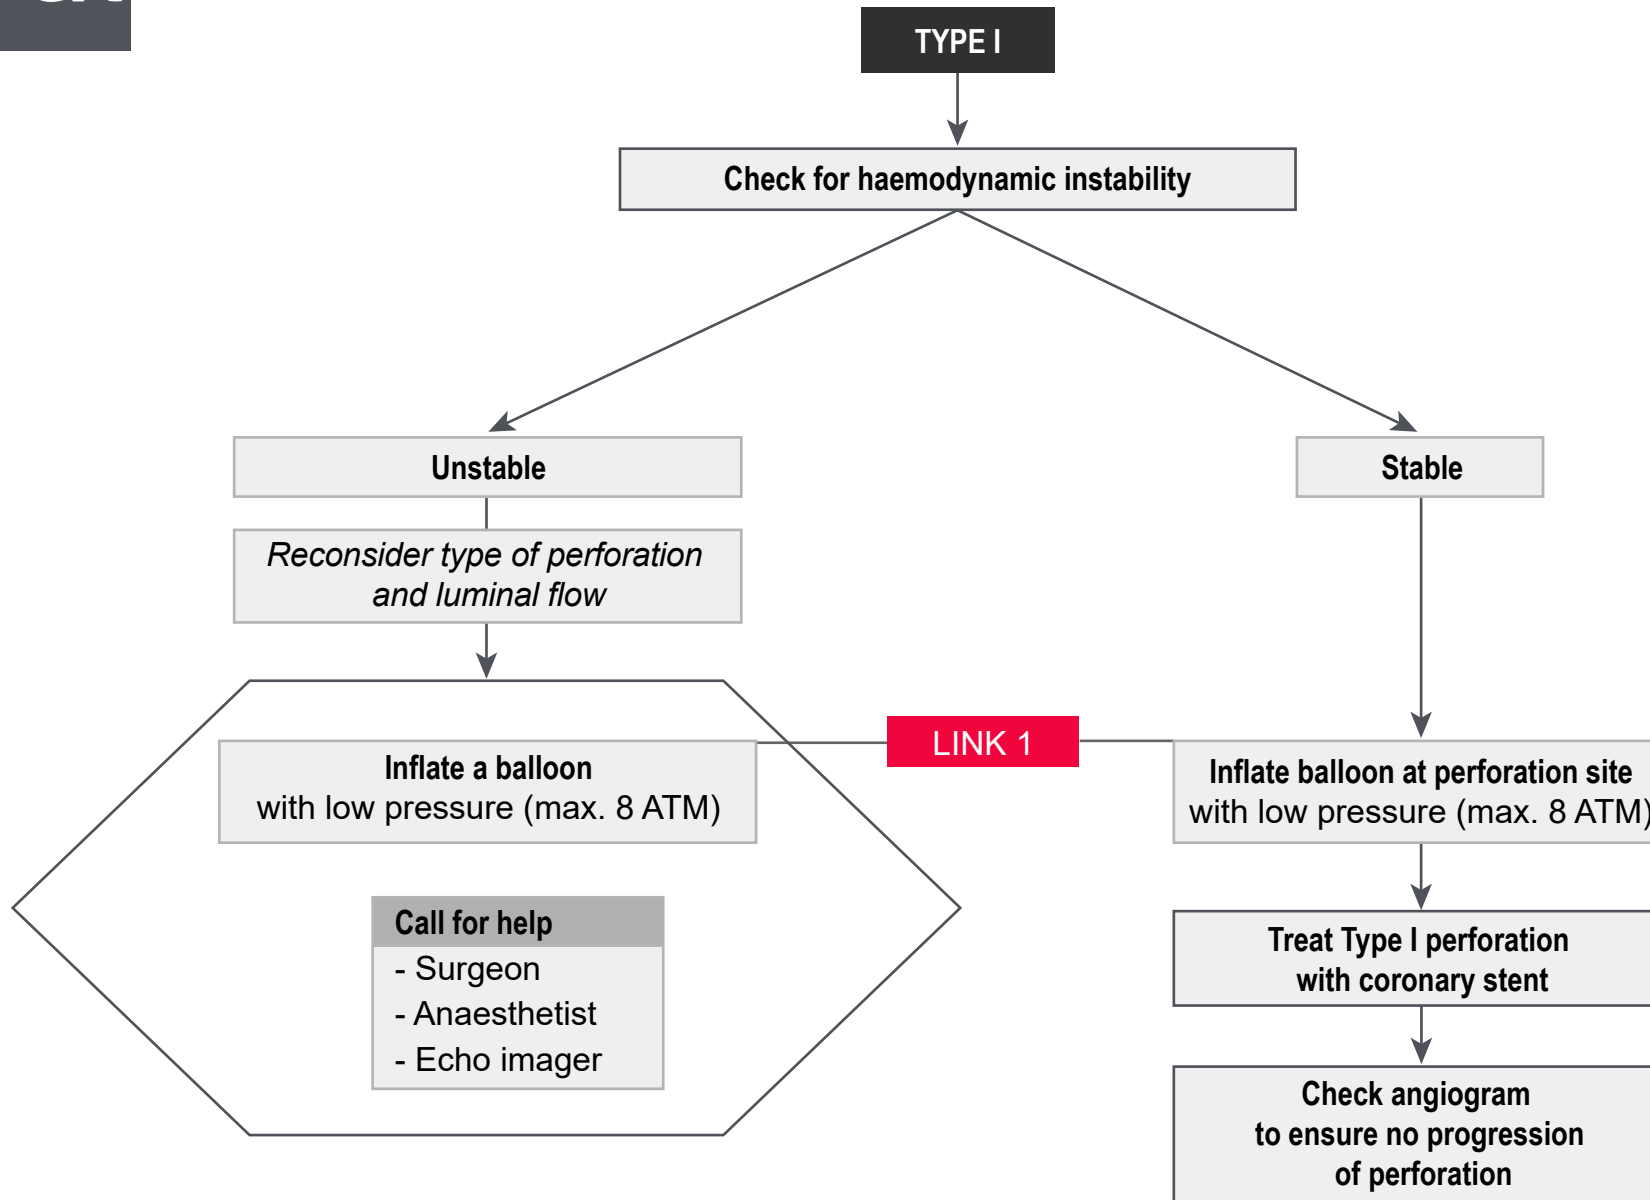 TYPE I
Check for haemodynamic instability
Unstable
Stable
Reconsider type of perforation
and luminal flow
LINK 1
Inflate a balloon
with low pressure (max. 8 ATM)
Inflate balloon at perforation site
with low pressure (max. 8 ATM)
Call for help
- Surgeon
- Anaesthetist
- Echo imager
Treat Type I perforation
with coronary stent
Check angiogram
to ensure no progression
of perforation